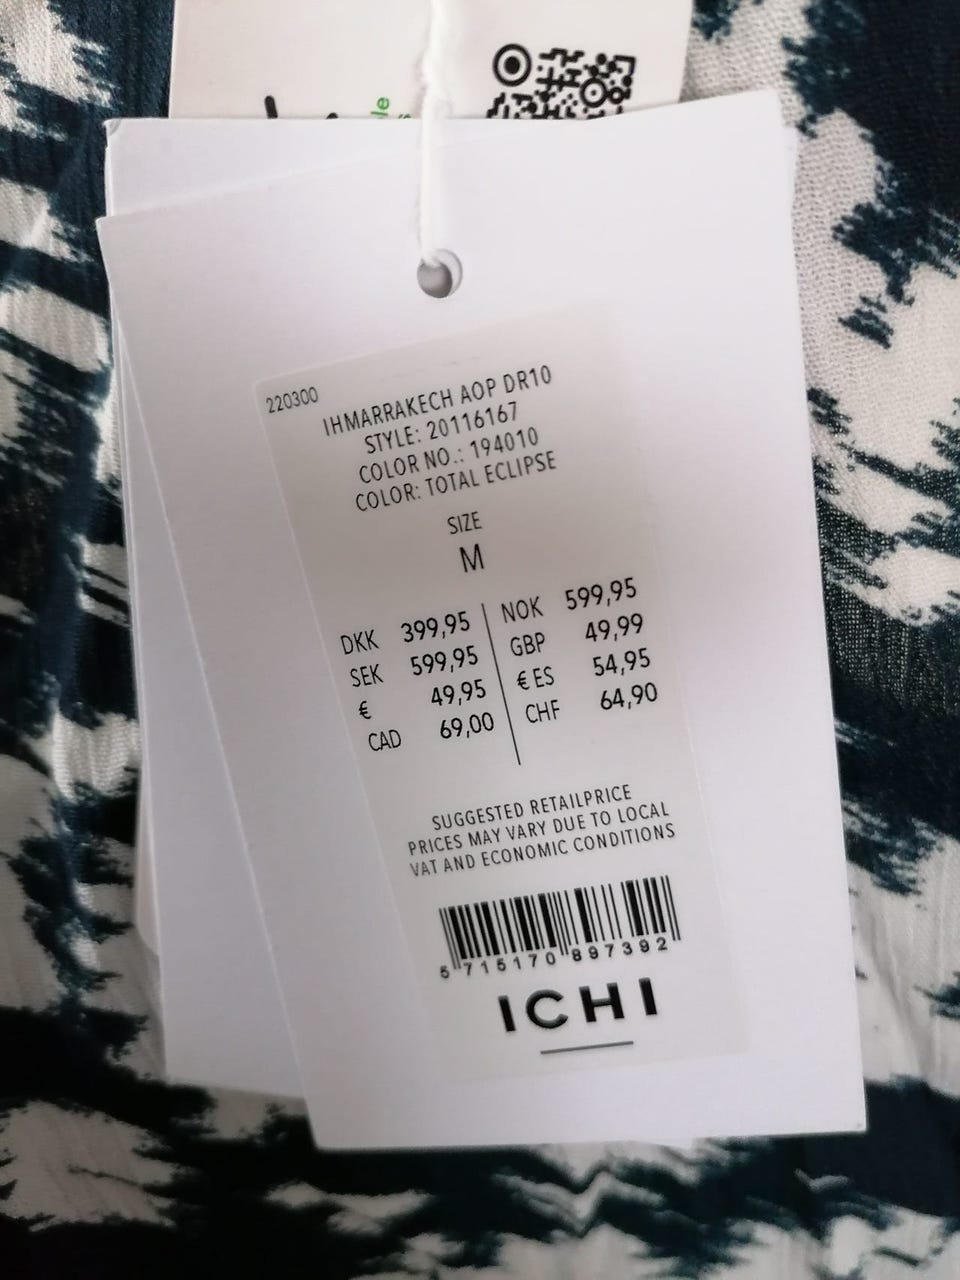 220300
IHMARRAKECH AOP DR10
STYLE: 20116167
COLOR NO.: 194010
COLOR: TOTAL ECLIPSE
SIZE
M
DKK 399,95 NOK 599,95
SEK 599,95 GBP 49,99
€ 49,95 € ES 54,95
CAD 69,00 CHF 64,90
SUGGESTED RETAILPRICE
PRICES MAY VARY DUE TO LOCAL
VAT AND ECONOMIC CONDITIONS
5 715170 897392
ICHI